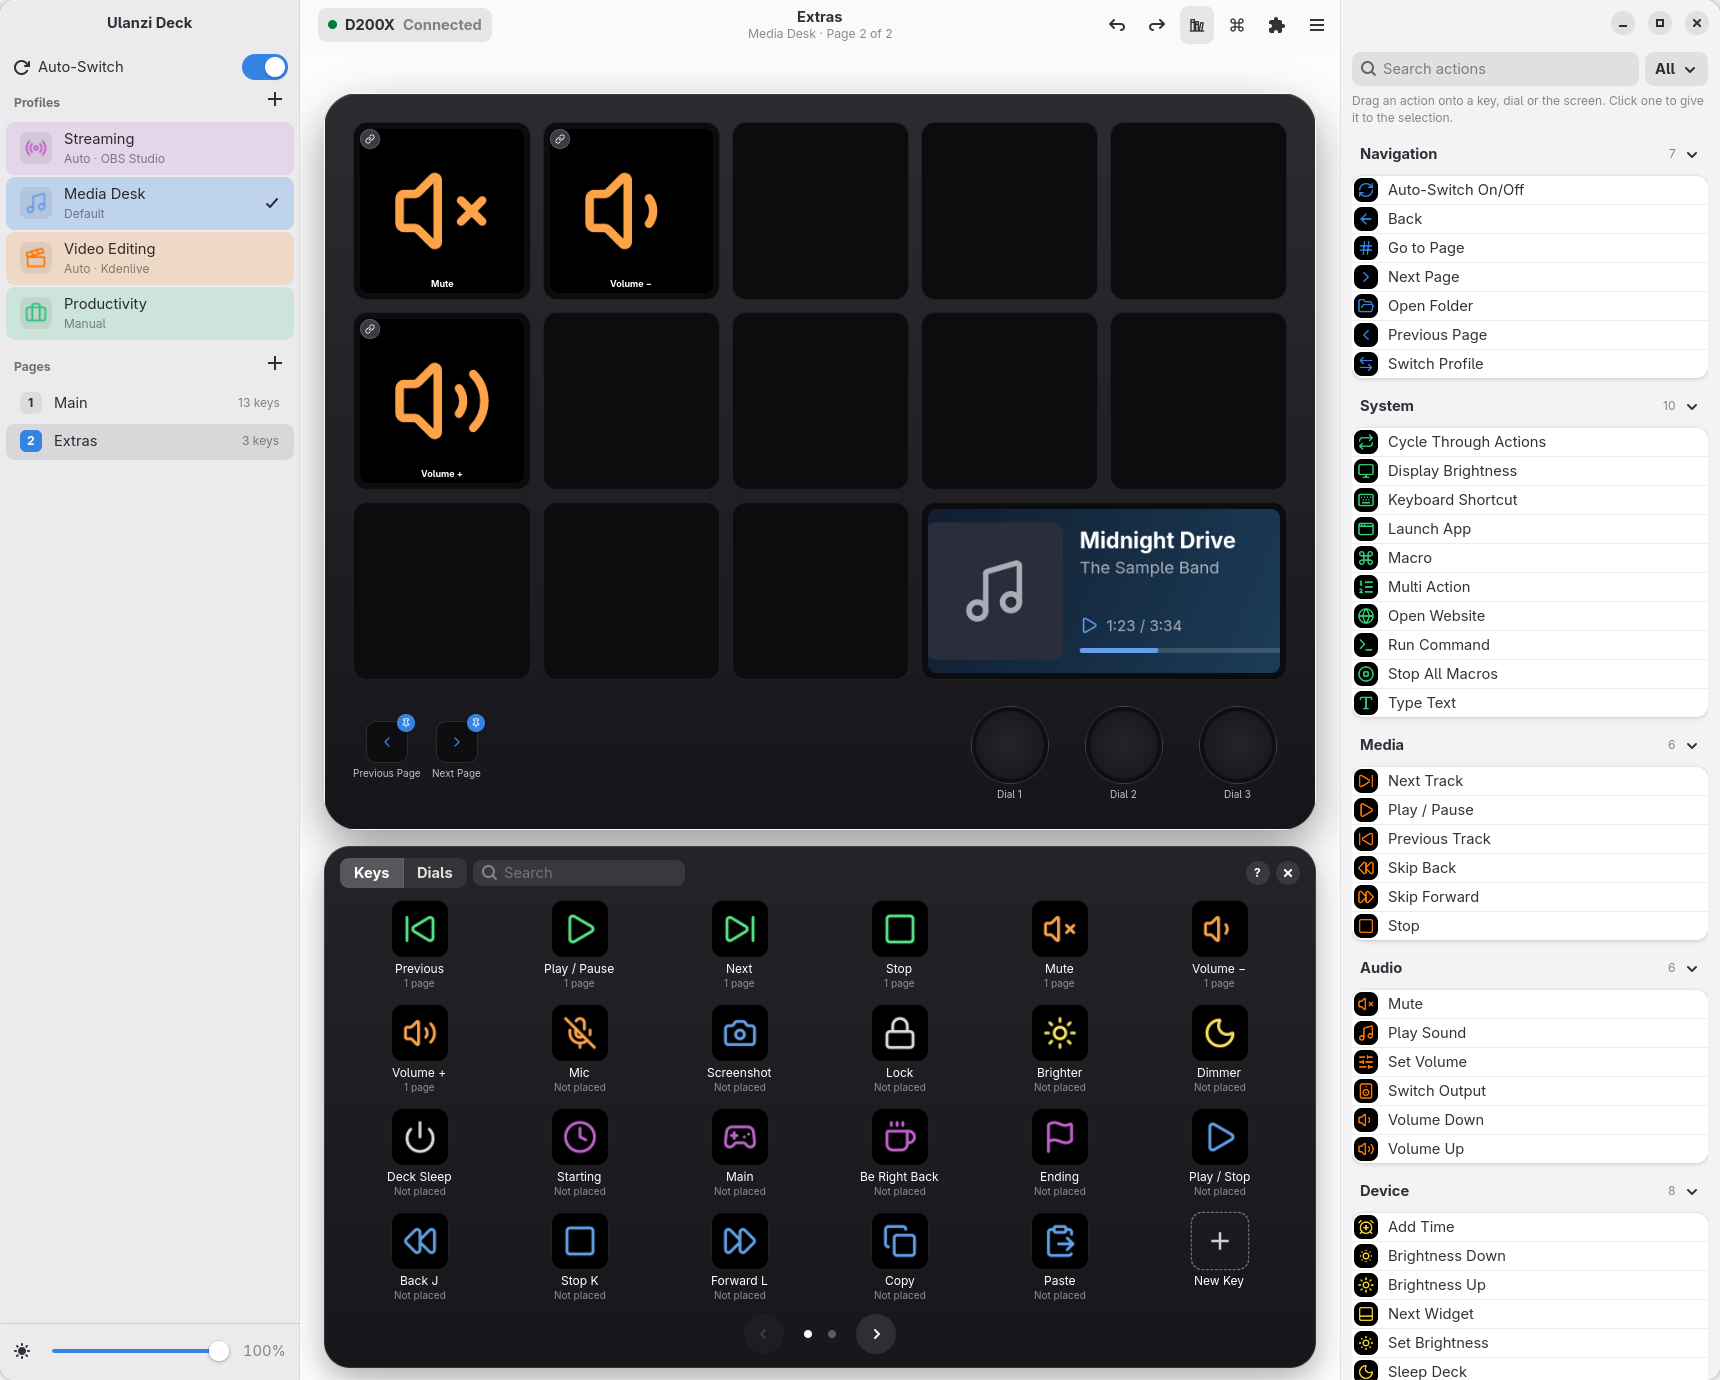 Ulanzi Deck
Auto-Switch
Profiles
Streaming
Auto · OBS Studio
Media Desk
Default
Video Editing
Auto · Kdenlive
Productivity
Manual
Pages
1 Main 13 keys
2 Extras 3 keys
100%
D200X Connected
Extras
Media Desk · Page 2 of 2
Mute
Volume −
Volume +
Midnight Drive
The Sample Band
1:23 / 3:34
Previous Page
Next Page
Dial 1
Dial 2
Dial 3
Keys
Dials
Search
?
Previous
1 page
Play / Pause
1 page
Next
1 page
Stop
1 page
Mute
1 page
Volume −
1 page
Volume +
1 page
Mic
Not placed
Screenshot
Not placed
Lock
Not placed
Brighter
Not placed
Dimmer
Not placed
Deck Sleep
Not placed
Starting
Not placed
Main
Not placed
Be Right Back
Not placed
Ending
Not placed
Play / Stop
Not placed
Back J
Not placed
Stop K
Not placed
Forward L
Not placed
Copy
Not placed
Paste
Not placed
New Key
Search actions
All
Drag an action onto a key, dial or the screen. Click one to give
it to the selection.
Navigation 7
Auto-Switch On/Off
Back
Go to Page
Next Page
Open Folder
Previous Page
Switch Profile
System 10
Cycle Through Actions
Display Brightness
Keyboard Shortcut
Launch App
Macro
Multi Action
Open Website
Run Command
Stop All Macros
Type Text
Media 6
Next Track
Play / Pause
Previous Track
Skip Back
Skip Forward
Stop
Audio 6
Mute
Play Sound
Set Volume
Switch Output
Volume Down
Volume Up
Device 8
Add Time
Brightness Down
Brightness Up
Next Widget
Set Brightness
Sleep Deck